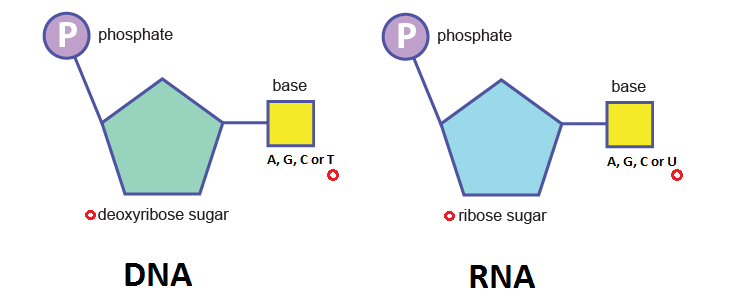 P phosphate
base
A, G, C or T
deoxyribose sugar
DNA
P phosphate
base
A, G, C or U
ribose sugar
RNA